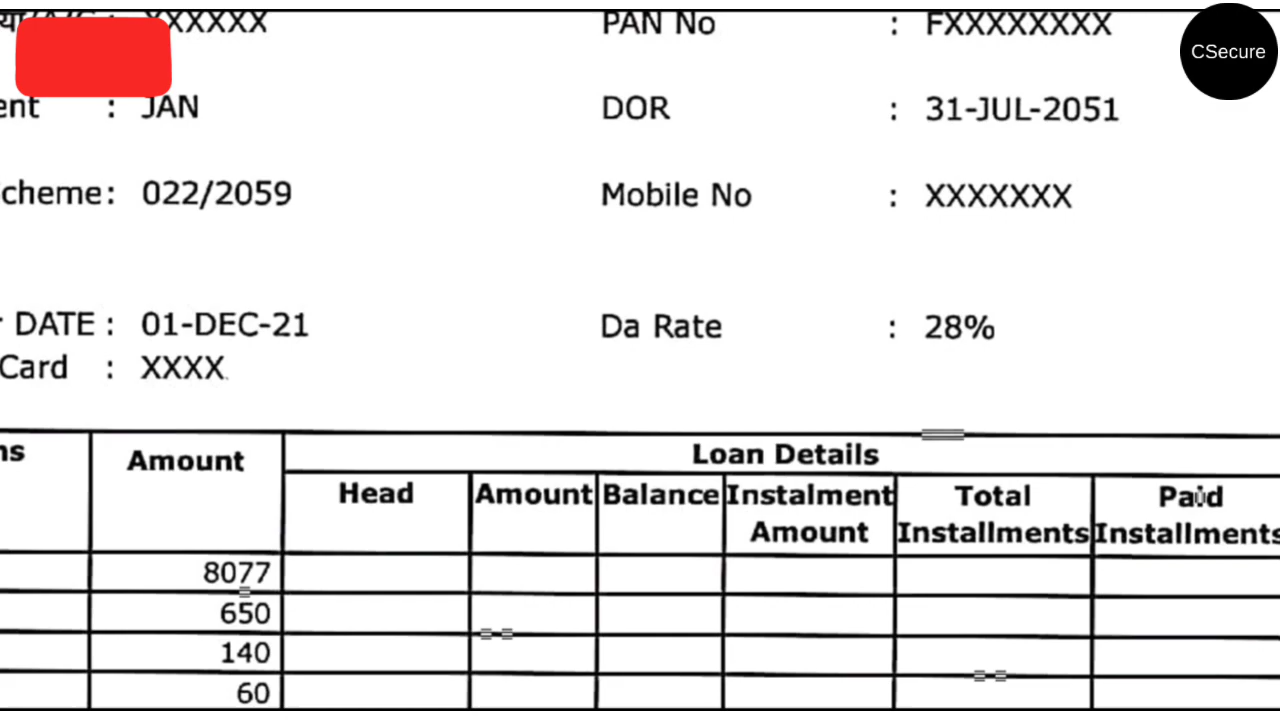 XXXXXX PAN No : FXXXXXXXX
CSecure
: JAN DOR : 31-JUL-2051
: 022/2059 Mobile No : XXXXXXX
DATE : 01-DEC-21 Da Rate : 28%
Card : XXXX
Amount Loan Details
Head Amount Balance Instalment Amount Total Installments Paid Installments
8077
650
140
60